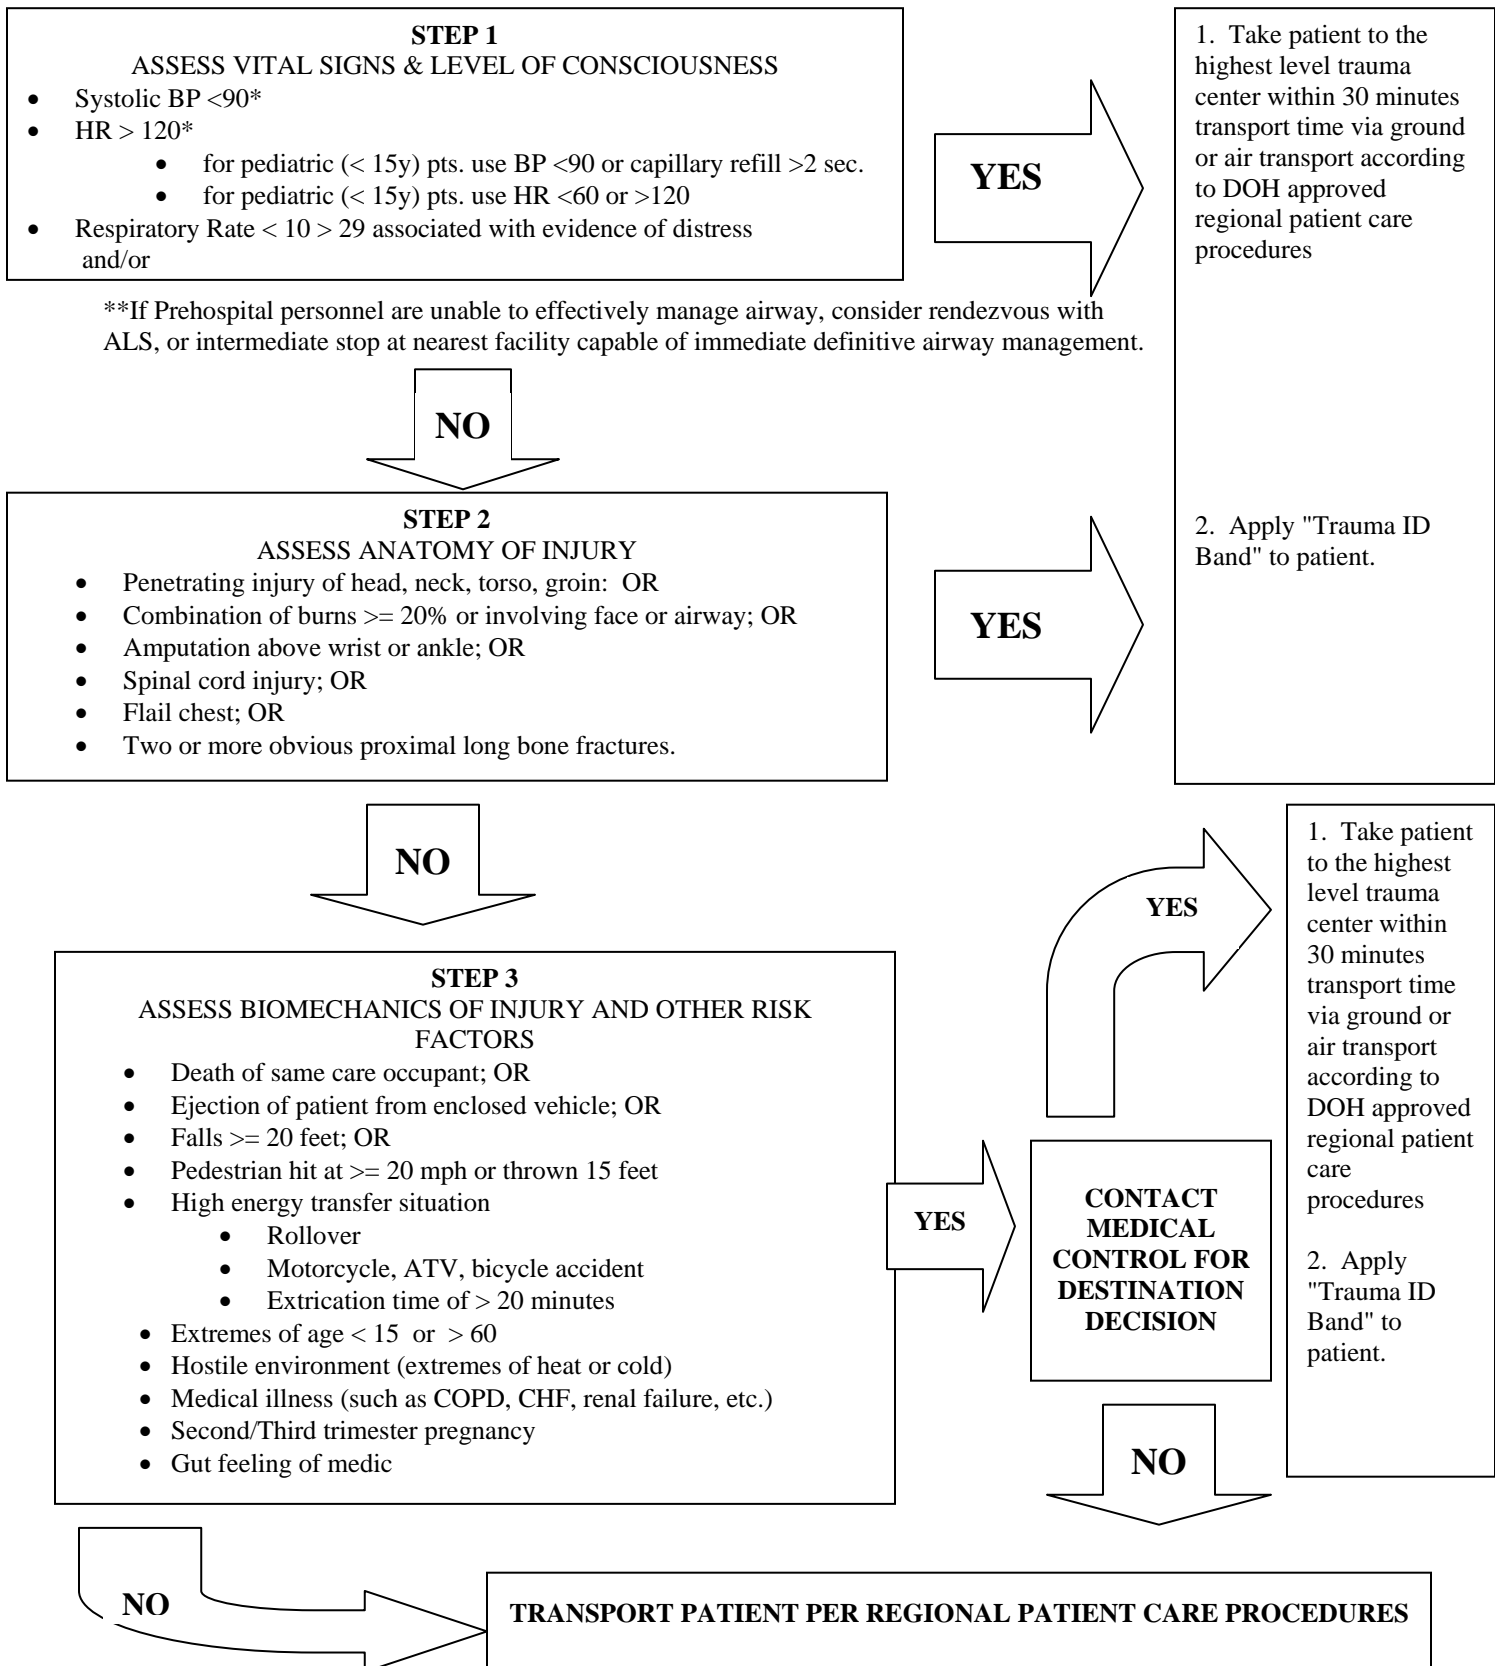 STEP 1
ASSESS VITAL SIGNS & LEVEL OF CONSCIOUSNESS
• Systolic BP <90*
• HR > 120*
• for pediatric (< 15y) pts. use BP <90 or capillary refill >2 sec.
• for pediatric (< 15y) pts. use HR <60 or >120
• Respiratory Rate < 10 > 29 associated with evidence of distress
and/or
YES
1. Take patient to the
highest level trauma
center within 30 minutes
transport time via ground
or air transport according
to DOH approved
regional patient care
procedures
**If Prehospital personnel are unable to effectively manage airway, consider rendezvous with
ALS, or intermediate stop at nearest facility capable of immediate definitive airway management.
NO
STEP 2
ASSESS ANATOMY OF INJURY
• Penetrating injury of head, neck, torso, groin: OR
• Combination of burns >= 20% or involving face or airway; OR
• Amputation above wrist or ankle; OR
• Spinal cord injury; OR
• Flail chest; OR
• Two or more obvious proximal long bone fractures.
YES
2. Apply "Trauma ID
Band" to patient.
NO
STEP 3
ASSESS BIOMECHANICS OF INJURY AND OTHER RISK
FACTORS
• Death of same care occupant; OR
• Ejection of patient from enclosed vehicle; OR
• Falls >= 20 feet; OR
• Pedestrian hit at >= 20 mph or thrown 15 feet
• High energy transfer situation
• Rollover
• Motorcycle, ATV, bicycle accident
• Extrication time of > 20 minutes
• Extremes of age < 15 or > 60
• Hostile environment (extremes of heat or cold)
• Medical illness (such as COPD, CHF, renal failure, etc.)
• Second/Third trimester pregnancy
• Gut feeling of medic
YES
CONTACT
MEDICAL
CONTROL FOR
DESTINATION
DECISION
YES
1. Take patient
to the highest
level trauma
center within
30 minutes
transport time
via ground or
air transport
according to
DOH approved
regional patient
care
procedures
2. Apply
"Trauma ID
Band" to
patient.
NO
NO
TRANSPORT PATIENT PER REGIONAL PATIENT CARE PROCEDURES